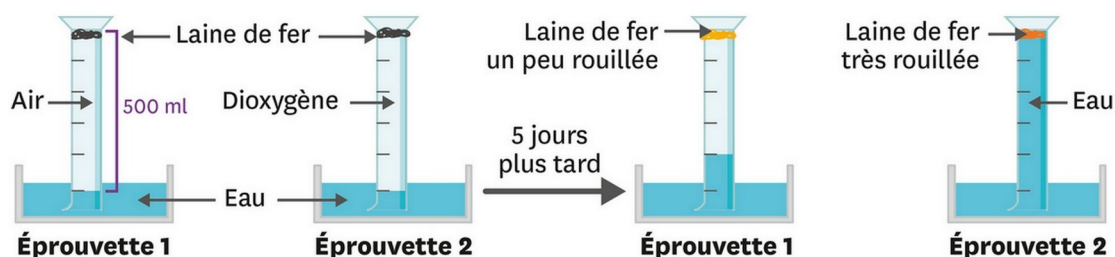 Laine de fer
Air
500 ml
Dioxygène
Eau
Éprouvette 1
Éprouvette 2
5 jours
plus tard
Laine de fer
un peu rouillée
Éprouvette 1
Laine de fer
très rouillée
Eau
Éprouvette 2